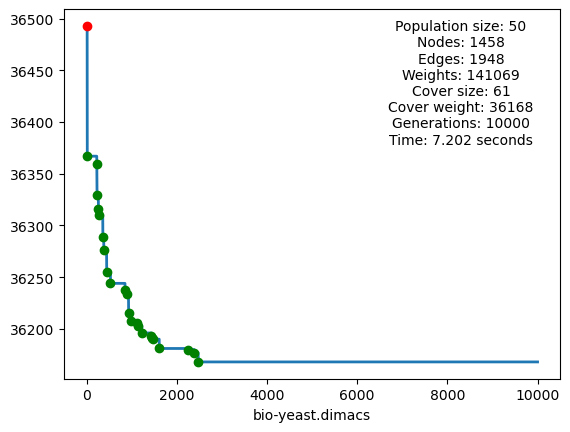 36500
36450
36400
36350
36300
36250
36200
Population size: 50
Nodes: 1458
Edges: 1948
Weights: 141069
Cover size: 61
Cover weight: 36168
Generations: 10000
Time: 7.202 seconds
0 2000 4000 6000 8000 10000
bio-yeast.dimacs